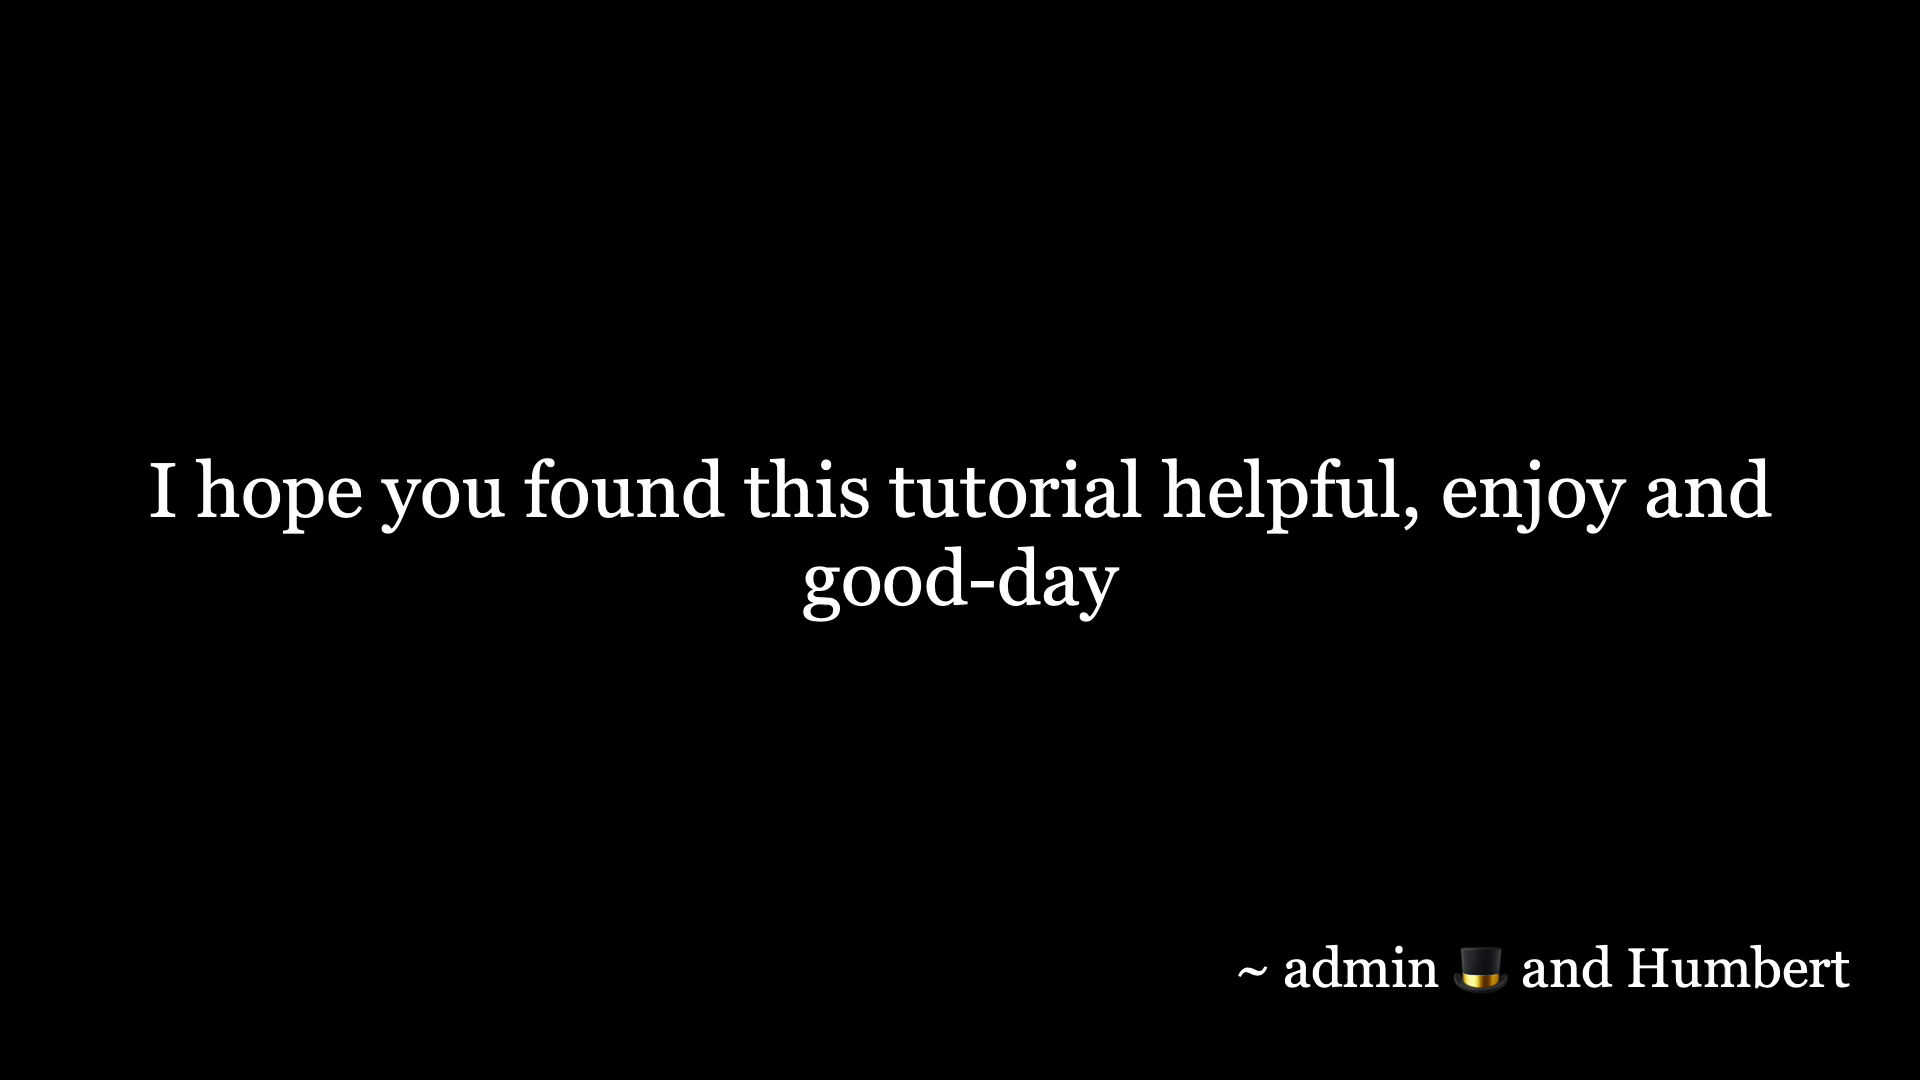 I hope you found this tutorial helpful, enjoy and
good-day
~ admin 🎩 and Humbert